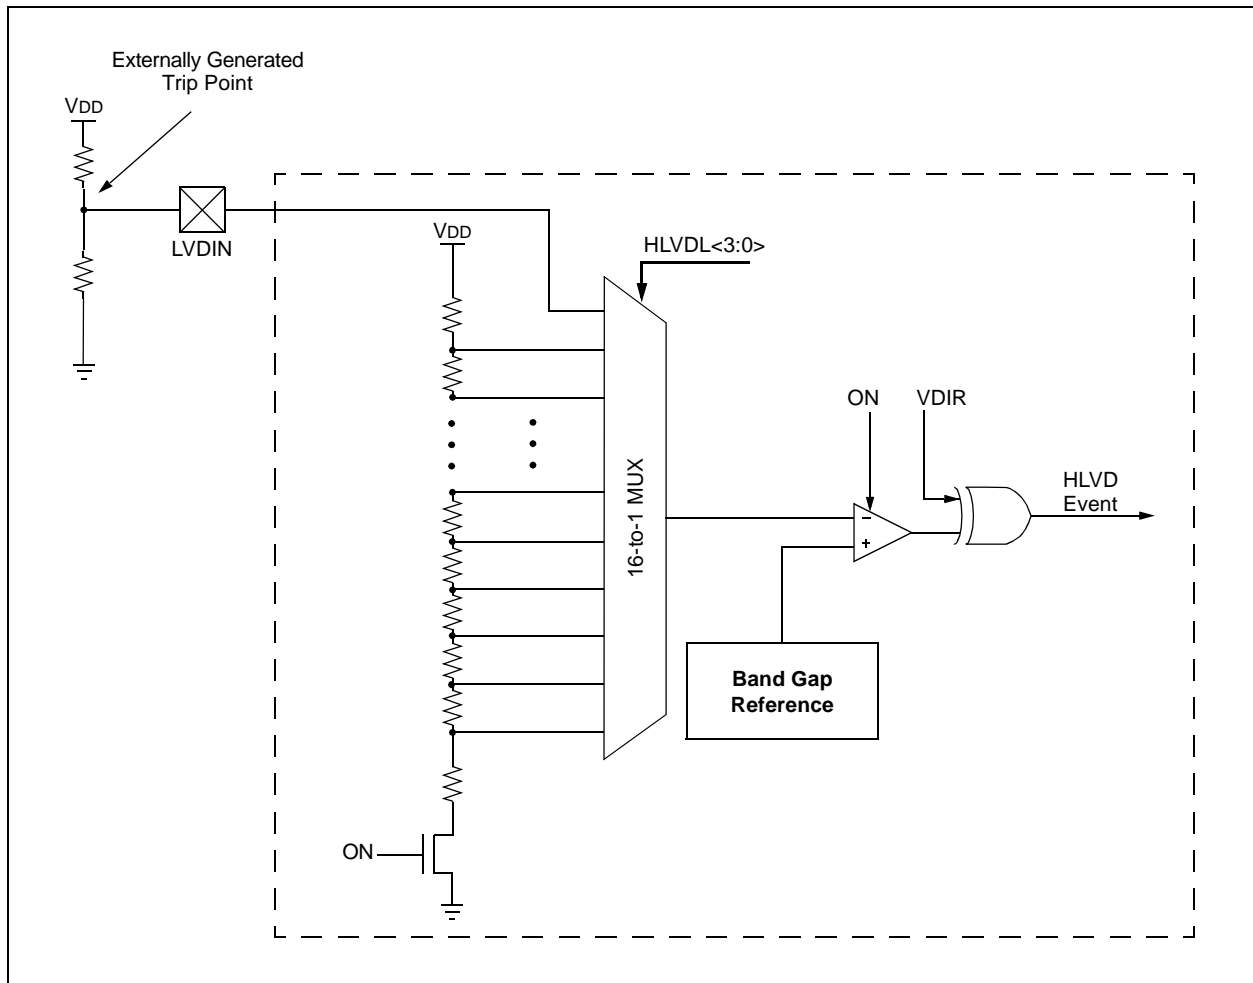 Externally Generated
Trip Point
VDD
LVDIN
VDD
HLVDL<3:0>
16-to-1 MUX
ON
VDIR
HLVD
Event
–
+
Band Gap
Reference
ON